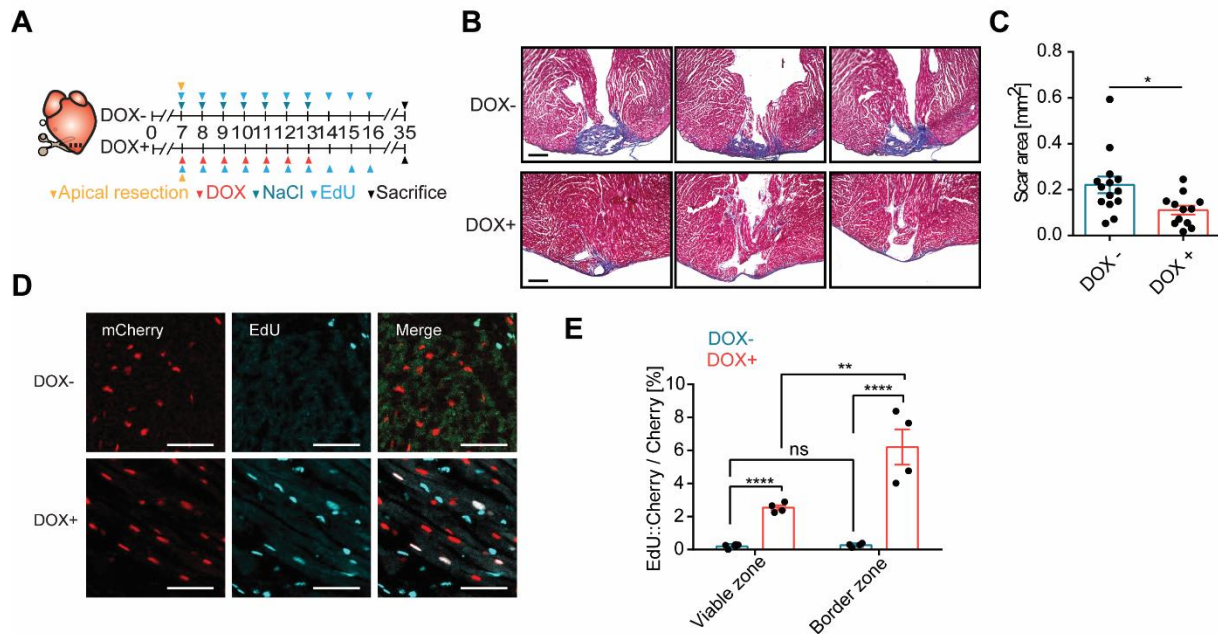 A
DOX-
0 7 8 9 10 11 12 13 14 15 16 35
DOX+
Apical resection DOX NaCl EdU Sacrifice
B
DOX-
DOX+
C
Scar area [mm2]
0.8
0.6
0.4
0.2
0.0
*
DOX -
DOX +
D
mCherry EdU Merge
DOX-
DOX+
E
DOX-
DOX+
EdU::Cherry / Cherry [%]
10
8
6
4
2
0
**
****
ns
****
Viable zone
Border zone